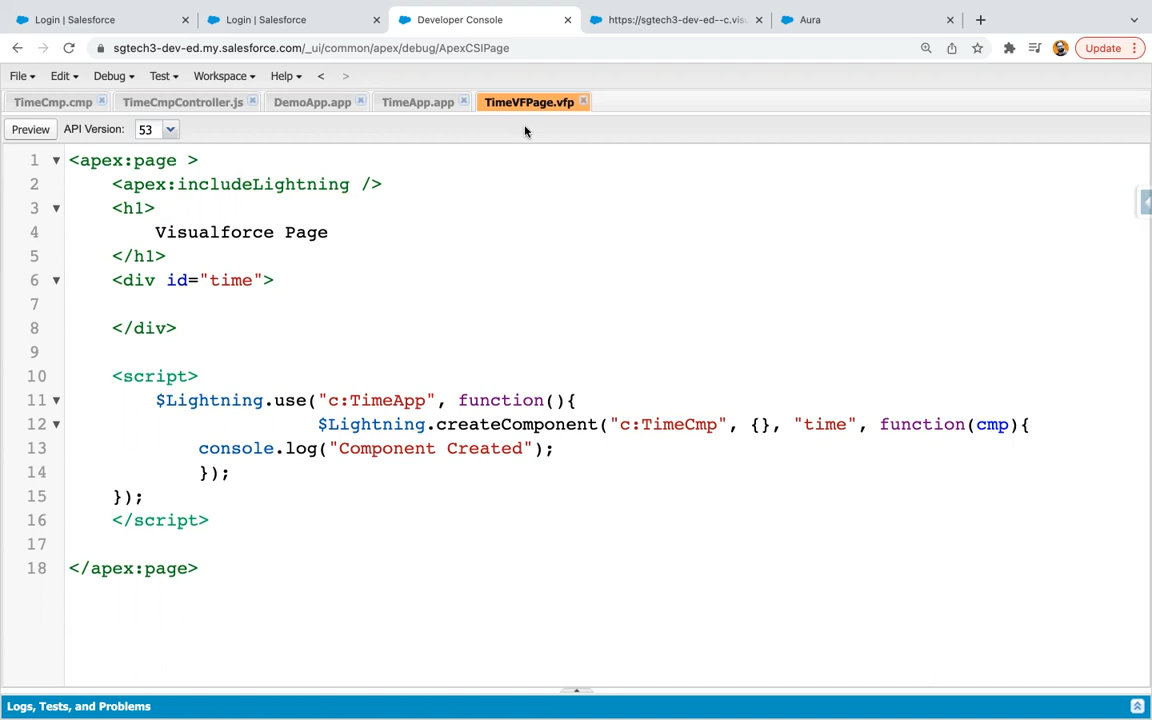 Login | Salesforce
Login | Salesforce
Developer Console
https://sgtech3-dev-ed--c.visu
Aura
sgtech3-dev-ed.my.salesforce.com/_ui/common/apex/debug/ApexCSIPage
Update
File
Edit
Debug
Test
Workspace
Help
<
>
TimeCmp.cmp
TimeCmpController.js
DemoApp.app
TimeApp.app
TimeVFPage.vfp
Preview
API Version:
53
1 <apex:page >
2 <apex:includeLightning />
3 <h1>
4 Visualforce Page
5 </h1>
6 <div id="time">
7
8 </div>
9
10 <script>
11 $Lightning.use("c:TimeApp", function(){
12 $Lightning.createComponent("c:TimeCmp", {}, "time", function(cmp){
13 console.log("Component Created");
14 });
15 });
16 </script>
17
18 </apex:page>
Logs, Tests, and Problems